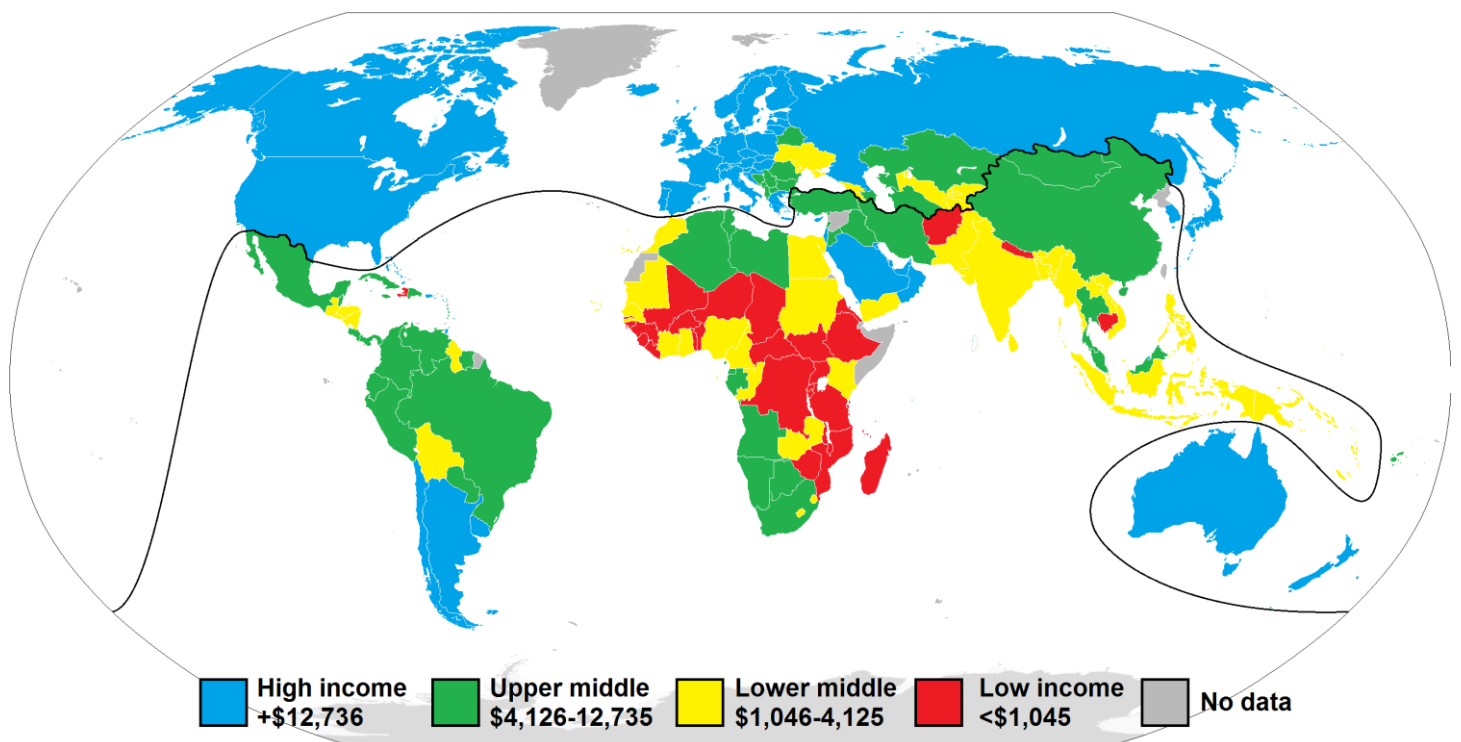 High income
+$12,736
Upper middle
$4,126-12,735
Lower middle
$1,046-4,125
Low income
<$1,045
No data